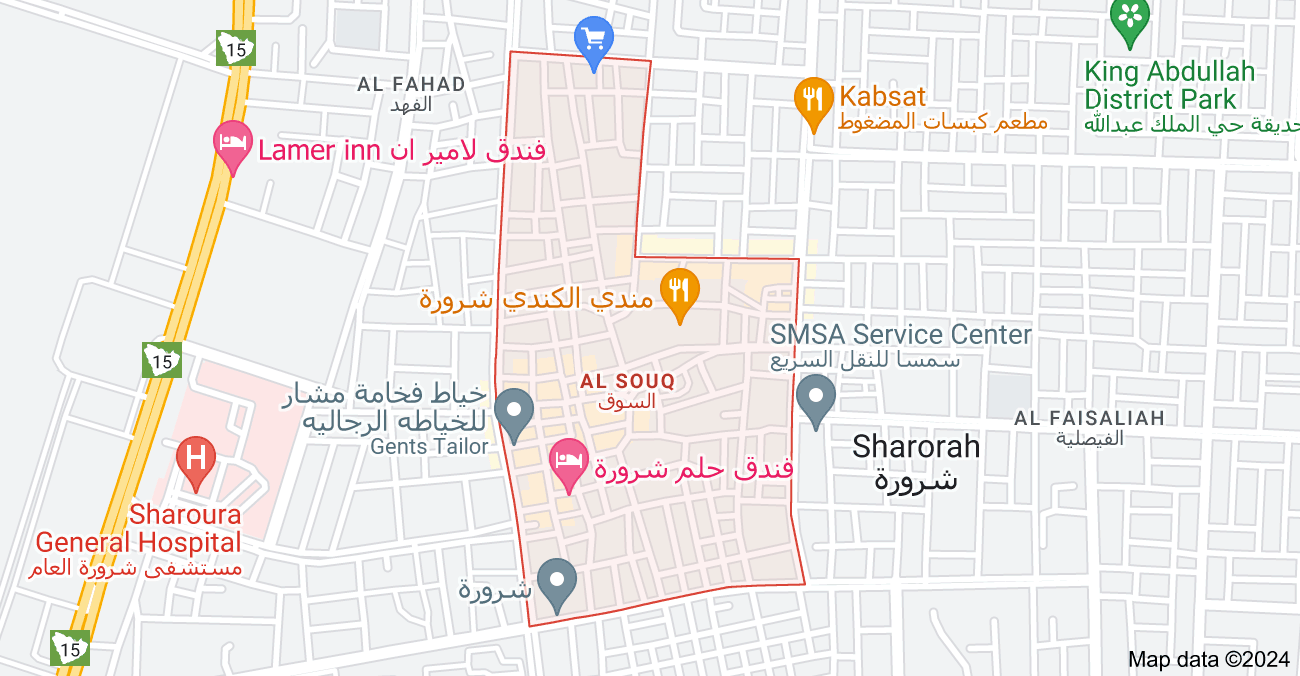 15
AL FAHAD
الفهد
Kabsat
مطعم كبسات المضغوط
King Abdullah
District Park
حديقة حي الملك عبدالله
Lamer inn فندق لامير ان
مندي الكندي شرورة
SMSA Service Center
سمسا للنقل السريع
15
AL SOUQ
السوق
خياط فخامة مشار
للخياطه الرجاليه
Gents Tailor
AL FAISALIAH
الفيصلية
Sharorah
شرورة
فندق حلم شرورة
H
Sharoura
General Hospital
مستشفى شرورة العام
شرورة
15
Map data ©2024